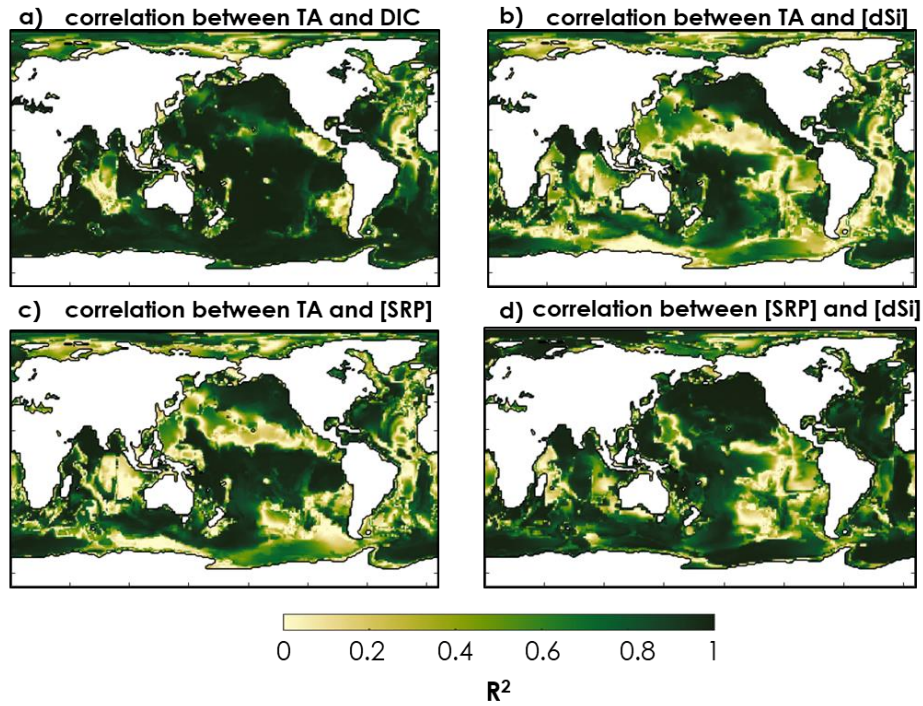 a) correlation between TA and DIC
b) correlation between TA and [dSi]
c) correlation between TA and [SRP]
d) correlation between [SRP] and [dSi]
0 0.2 0.4 0.6 0.8 1
R²